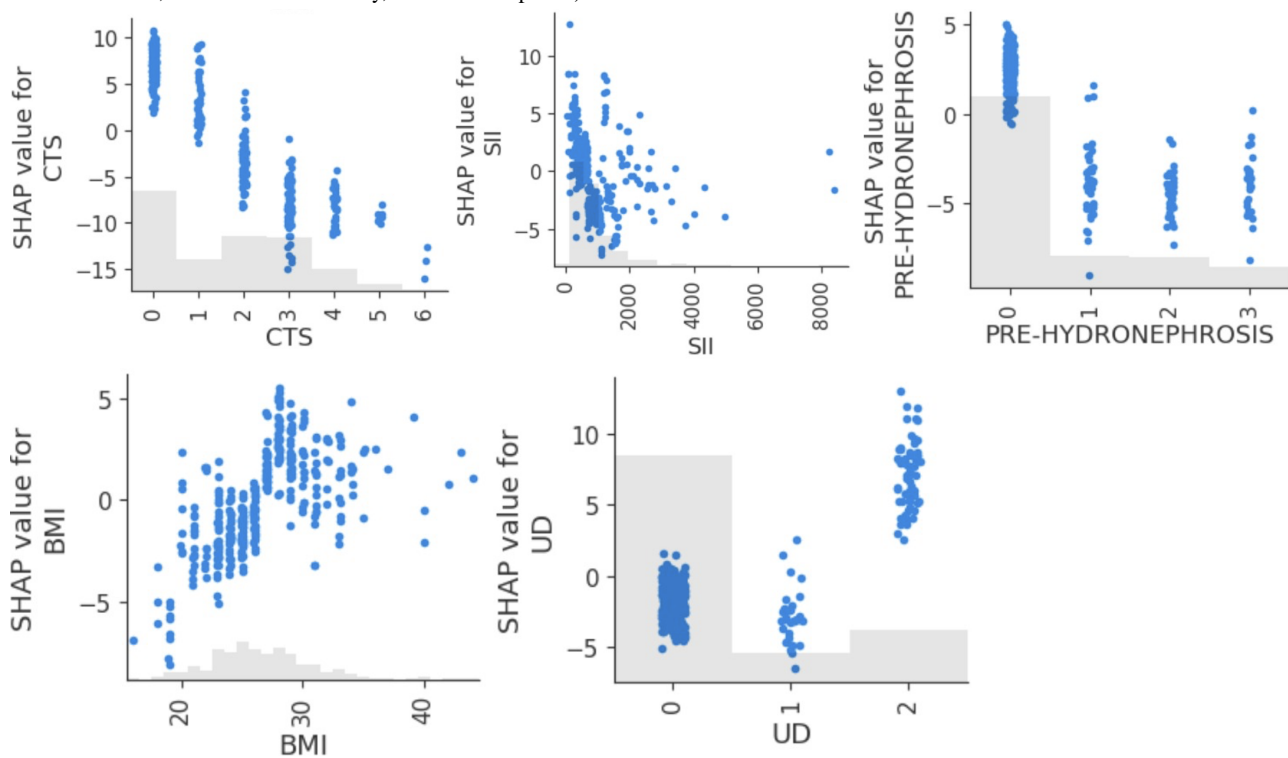 SHAP value for
CTS
10
5
0
−5
−10
−15
0 1 2 3 4 5 6
CTS
SHAP value for
SII
10
5
0
−5
0 2000 4000 6000 8000
SII
SHAP value for
PRE-HYDRONEPHROSIS
5
0
−5
0 1 2 3
PRE-HYDRONEPHROSIS
SHAP value for
BMI
5
0
−5
20 30 40
BMI
SHAP value for
UD
10
5
0
−5
0 1 2
UD